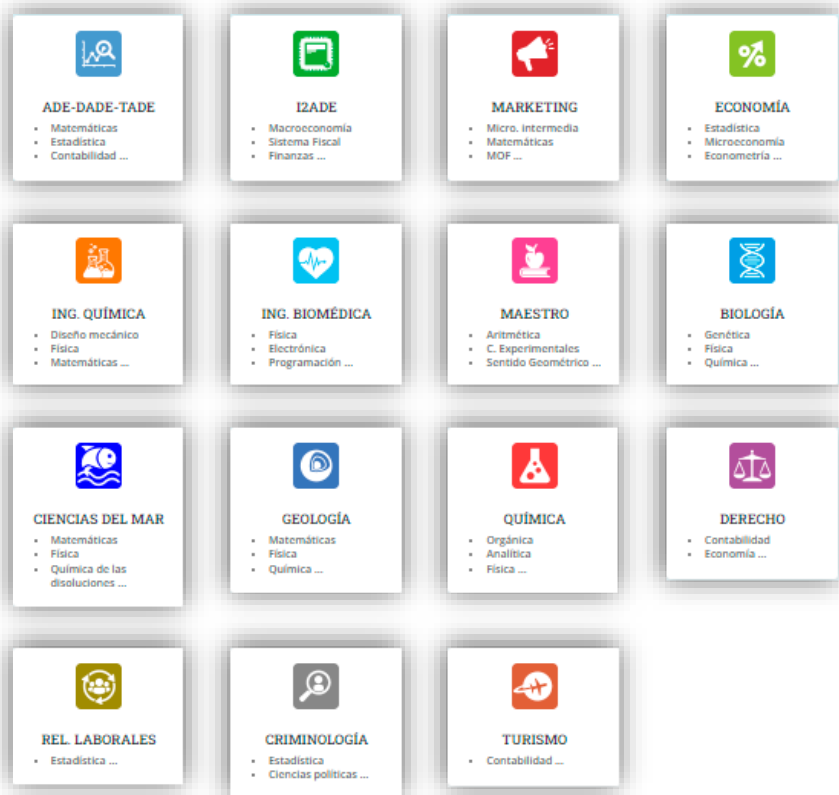 ADE-DADE-TADE
Matemáticas
Estadística
Contabilidad ...
I2ADE
Macroeconomía
Sistema Fiscal
Finanzas ...
MARKETING
Micro. intermedia
Matemáticas
MOF ...
ECONOMÍA
Estadística
Microeconomía
Econometría ...
ING. QUÍMICA
Diseño mecánico
Física
Matemáticas ...
ING. BIOMÉDICA
Física
Electrónica
Programación ...
MAESTRO
Aritmética
C. Experimentales
Sentido Geométrico ...
BIOLOGÍA
Genética
Física
Química ...
CIENCIAS DEL MAR
Matemáticas
Física
Química de las
disoluciones ...
GEOLOGÍA
Matemáticas
Física
Química ...
QUÍMICA
Orgánica
Analítica
Física ...
DERECHO
Contabilidad
Economía ...
REL. LABORALES
Estadística ...
CRIMINOLOGÍA
Estadística
Ciencias políticas ...
TURISMO
Contabilidad ...